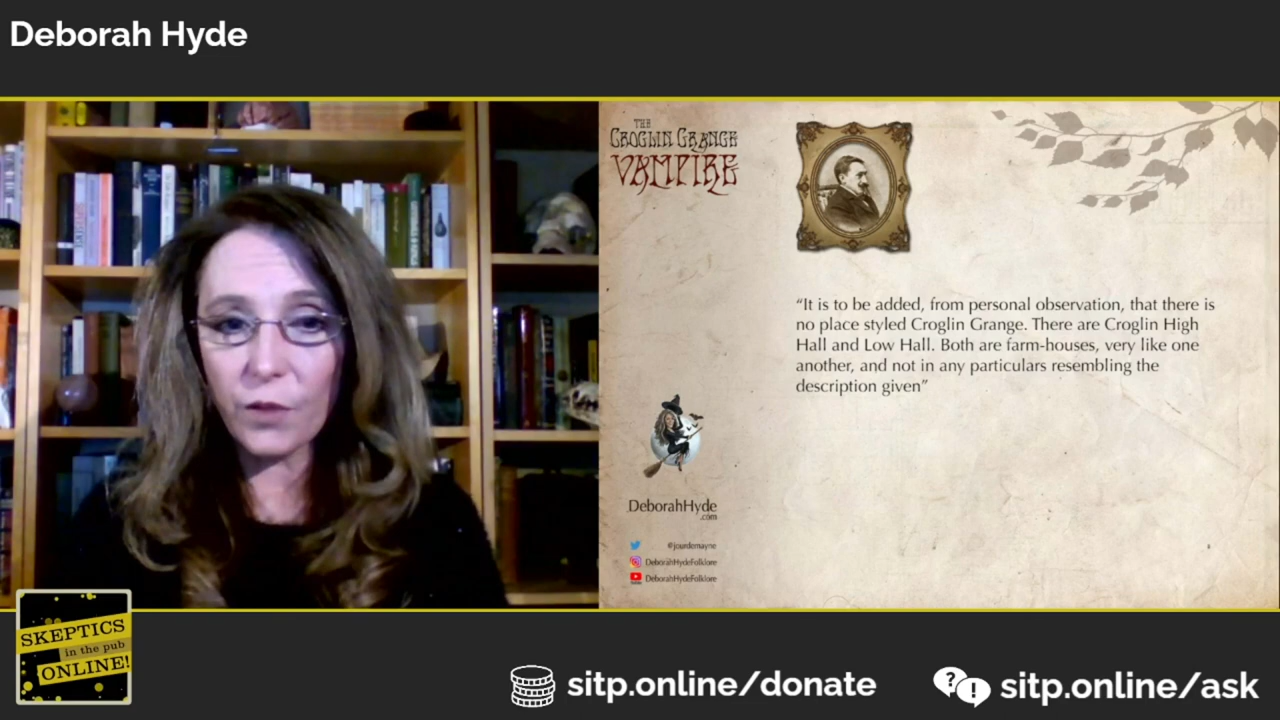 Deborah Hyde
THE
CROGLIN GRANGE
VAMPIRE
“It is to be added, from personal observation, that there is
no place styled Croglin Grange. There are Croglin High
Hall and Low Hall. Both are farm-houses, very like one
another, and not in any particulars resembling the
description given”
DeborahHyde
.com
@jourdemayne
DeborahHydeFolklore
DeborahHydeFolklore
SKEPTICS
in the pub
ONLINE!
sitp.online/donate
sitp.online/ask